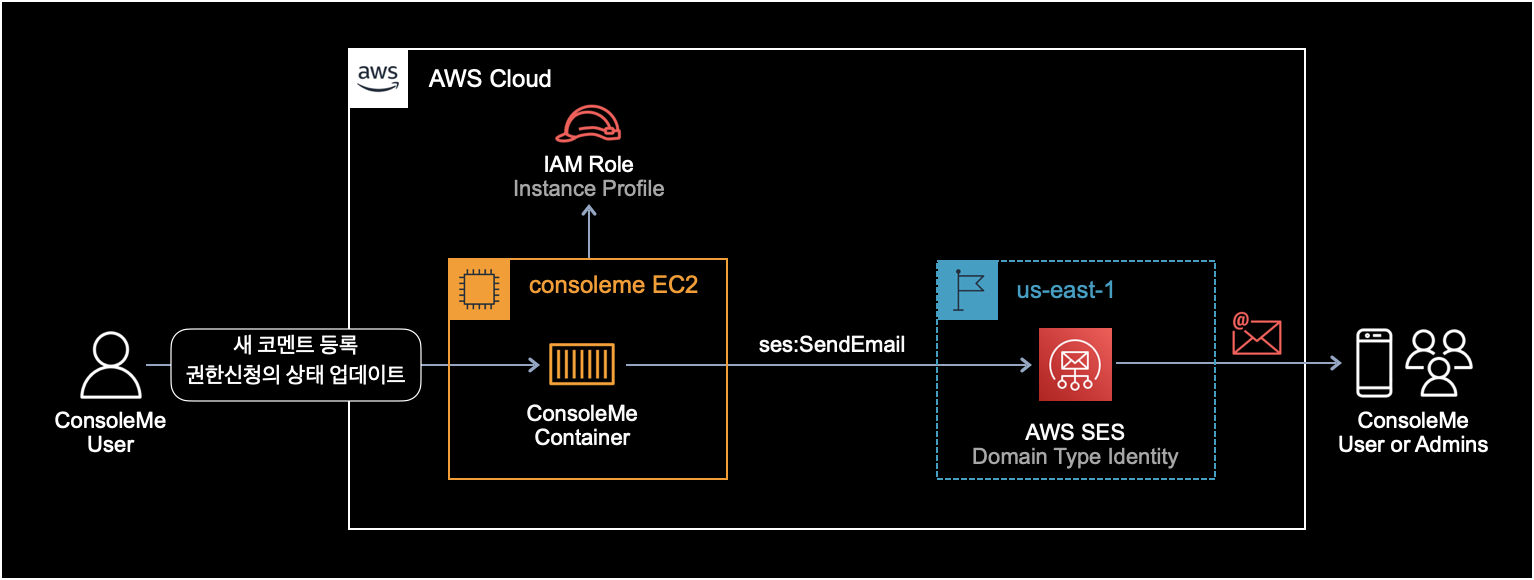 aws
AWS Cloud
IAM Role
Instance Profile
consoleme EC2
us-east-1
새 코멘트 등록
권한신청의 상태 업데이트
ses:SendEmail
@
ConsoleMe
User
ConsoleMe
Container
AWS SES
Domain Type Identity
ConsoleMe
User or Admins